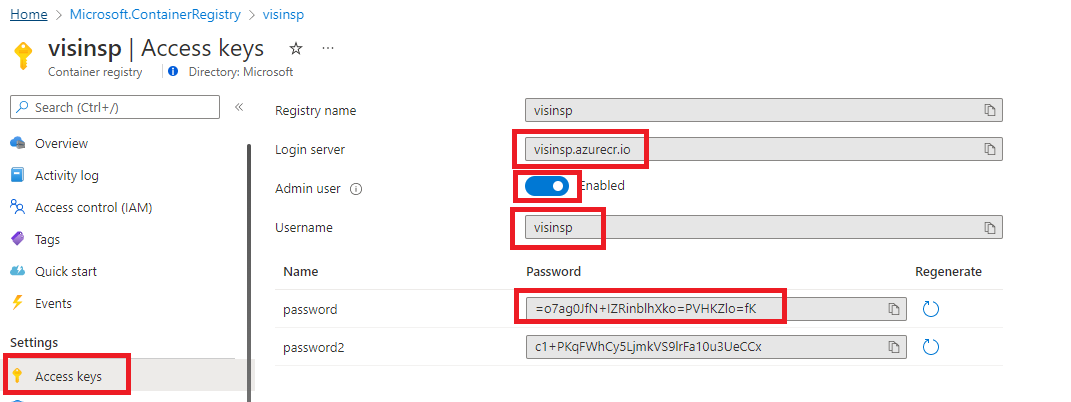 Home > Microsoft.ContainerRegistry > visinsp
visinsp | Access keys
Container registry | Directory: Microsoft
Search (Ctrl+/)
Overview
Activity log
Access control (IAM)
Tags
Quick start
Events
Settings
Access keys
Registry name visinsp
Login server visinsp.azurecr.io
Admin user Enabled
Username visinsp
Name Password Regenerate
password =o7ag0JfN+IZRinblhXko=PVHKZlo=fK
password2 c1+PKqFWhCy5LjmkVS9lrFa10u3UeCCx